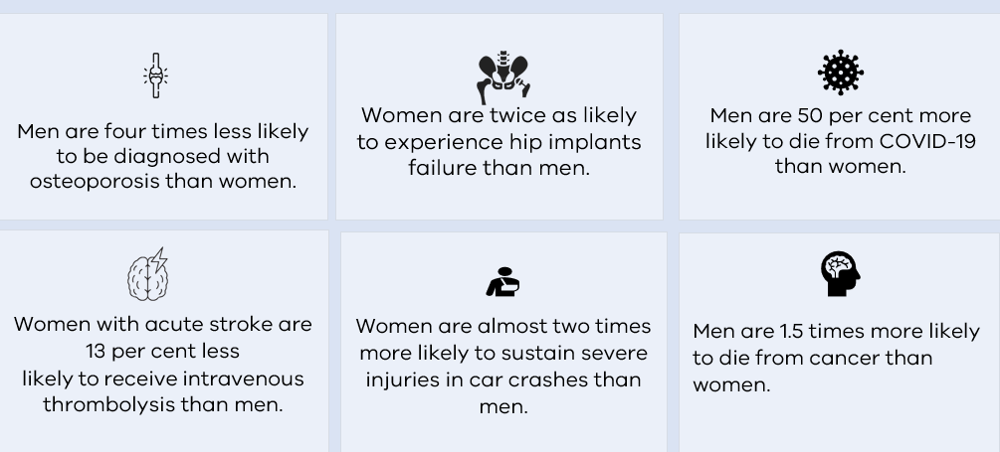 Men are four times less likely
to be diagnosed with
osteoporosis than women.
Women are twice as likely
to experience hip implants
failure than men.
Men are 50 per cent more
likely to die from COVID-19
than women.
Women with acute stroke are
13 per cent less
likely to receive intravenous
thrombolysis than men.
Women are almost two times
more likely to sustain severe
injuries in car crashes than
men.
Men are 1.5 times more likely
to die from cancer than
women.